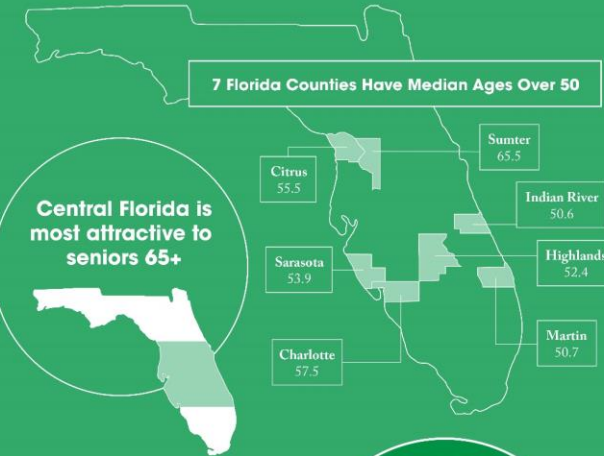 7 Florida Counties Have Median Ages Over 50
Sumter
65.5
Citrus
55.5
Central Florida is
most attractive to
seniors 65+
Indian River
50.6
Sarasota
53.9
Highlands
52.4
Martin
50.7
Charlotte
57.5